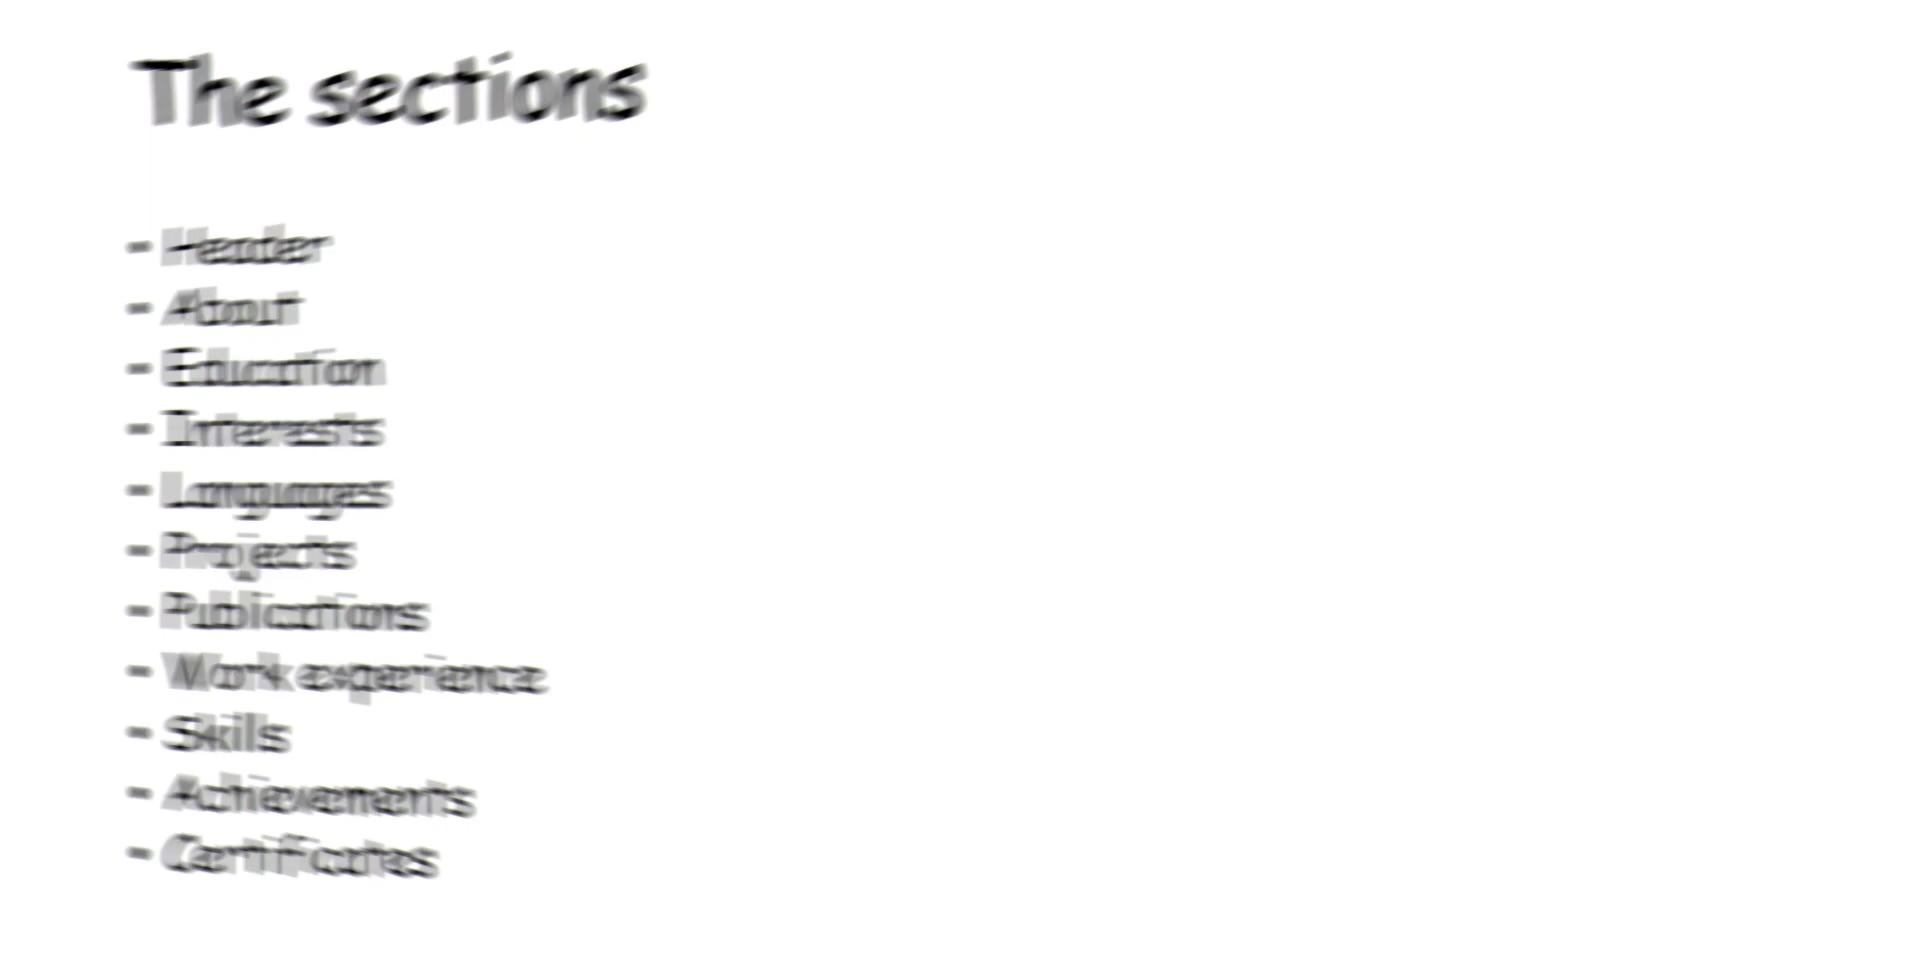 The sections
- Header
- About
- Education
- Interests
- Languages
- Projects
- Publications
- Work experience
- Skills
- Achievements
- Certificates